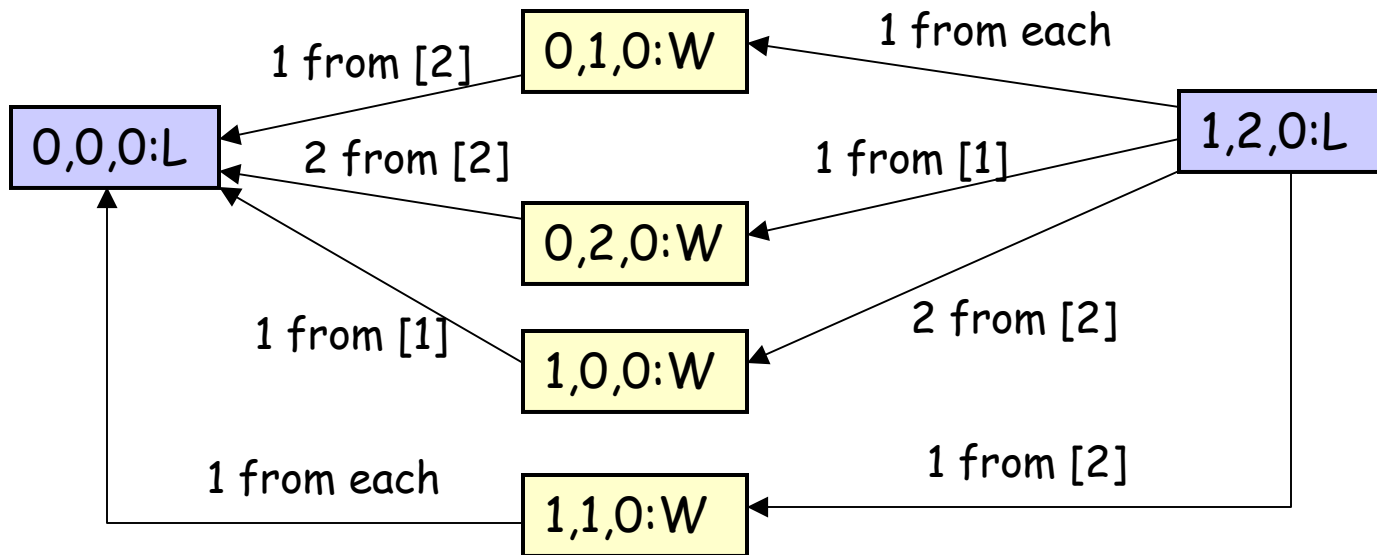 1 from each
0,1,0:W
1 from [2]
0,0,0:L
2 from [2]
1 from [1]
1,2,0:L
0,2,0:W
1 from [1]
2 from [2]
1,0,0:W
1 from each
1 from [2]
1,1,0:W